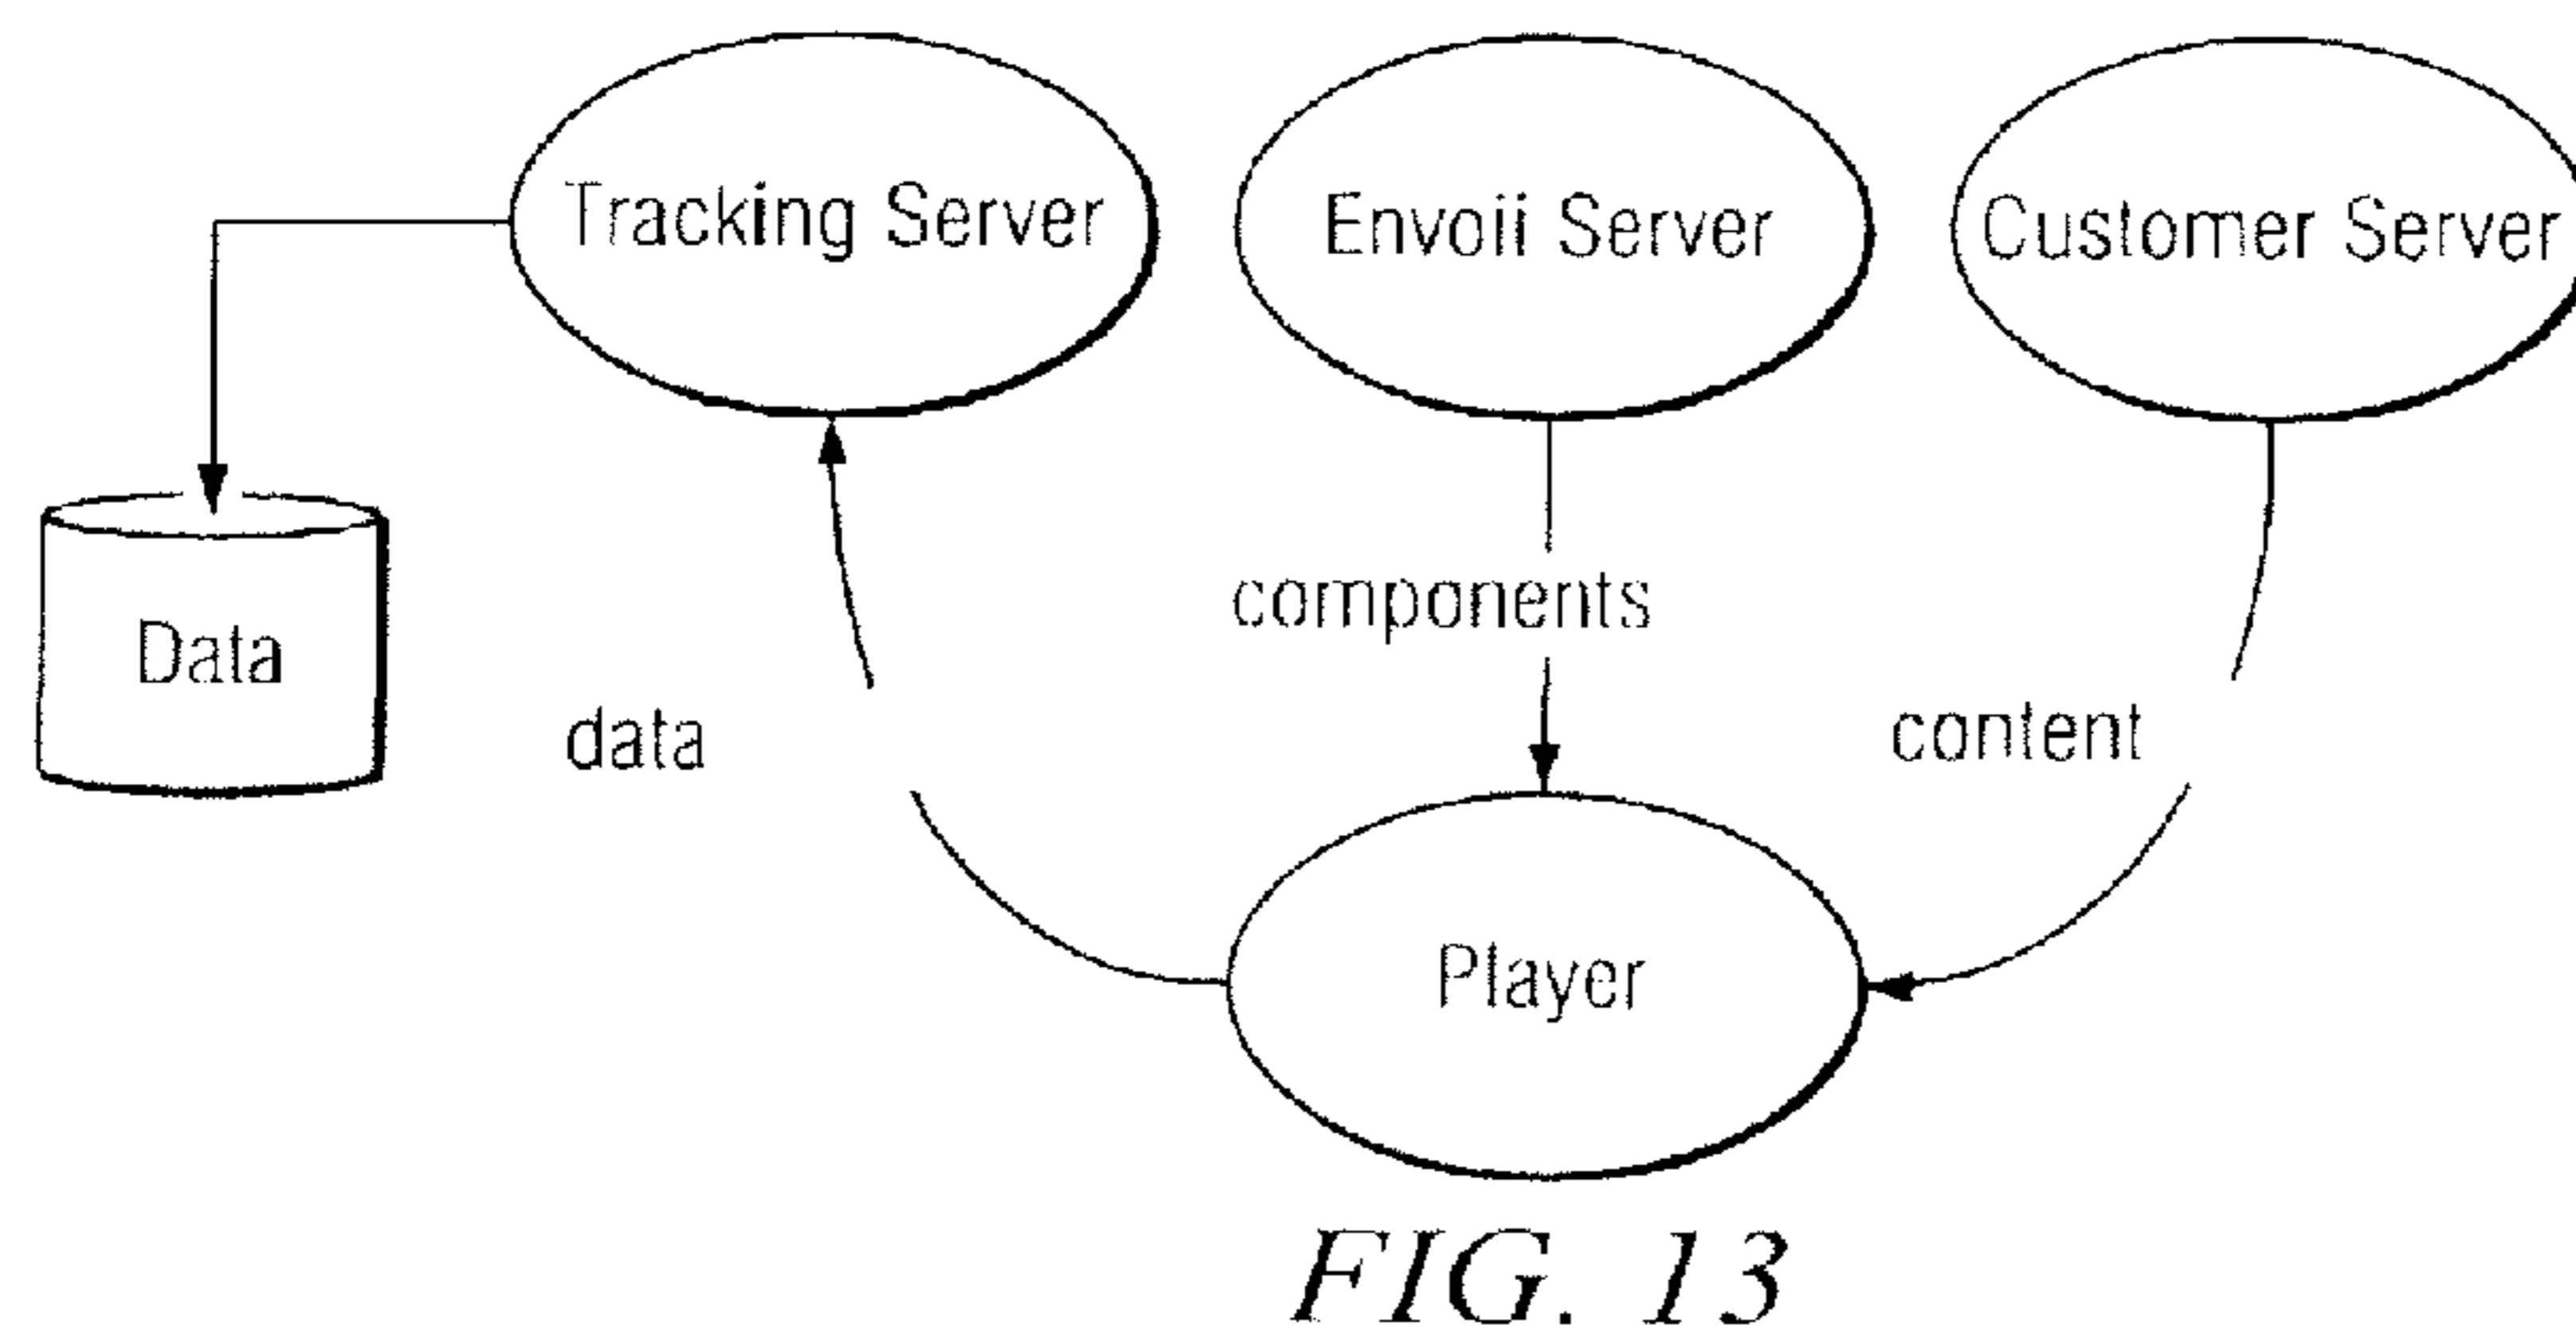 Tracking Server
Envoii Server
Customer Server
components
Data
data
content
Player
FIG. 13